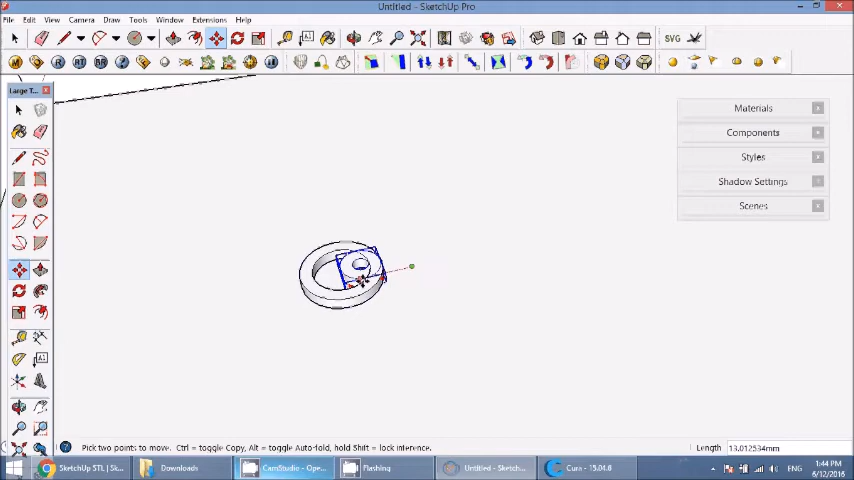 Untitled - SketchUp Pro
File Edit View Camera Draw Tools Window Extensions Help
SVG
Large T...
Materials
Components
Styles
Shadow Settings
Scenes
Pick two points to move. Ctrl = toggle Copy, Alt = toggle Auto-fold, hold Shift = lock inference.
Length 13.012534mm
SketchUp STL | Sk...
Downloads
CamStudio - Ope...
Flashing
Untitled - Sketch...
Cura - 15.04.6
ENG
1:44 PM
6/12/2016